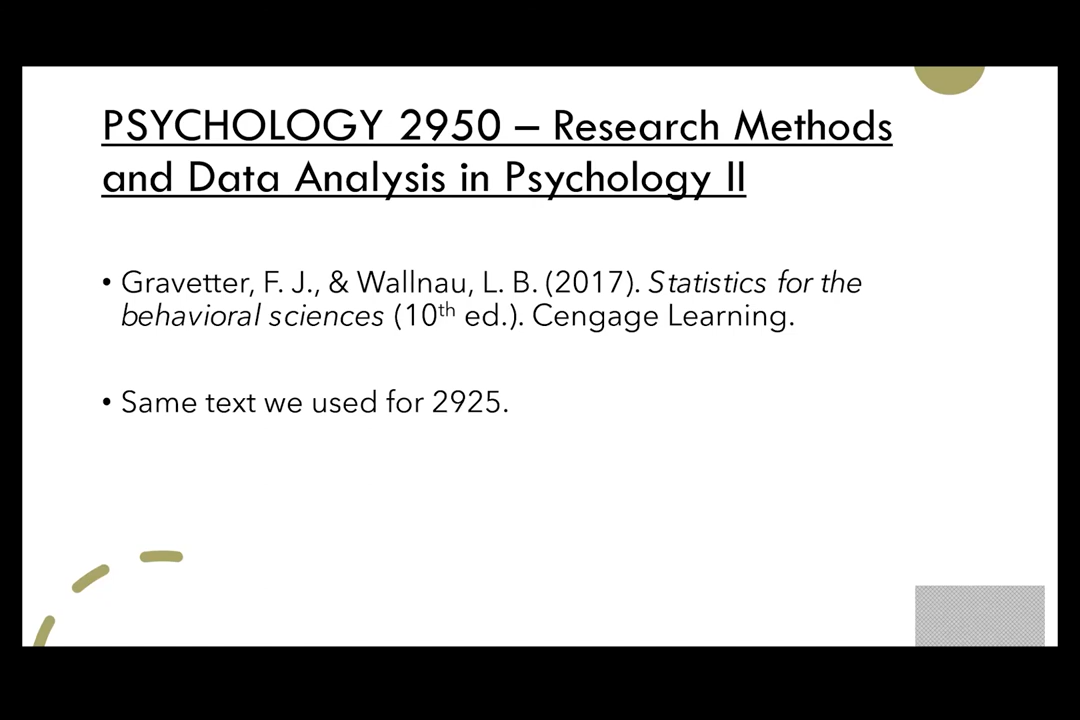 PSYCHOLOGY 2950 – Research Methods
and Data Analysis in Psychology II
• Gravetter, F. J., & Wallnau, L. B. (2017). Statistics for the
behavioral sciences (10th ed.). Cengage Learning.
• Same text we used for 2925.